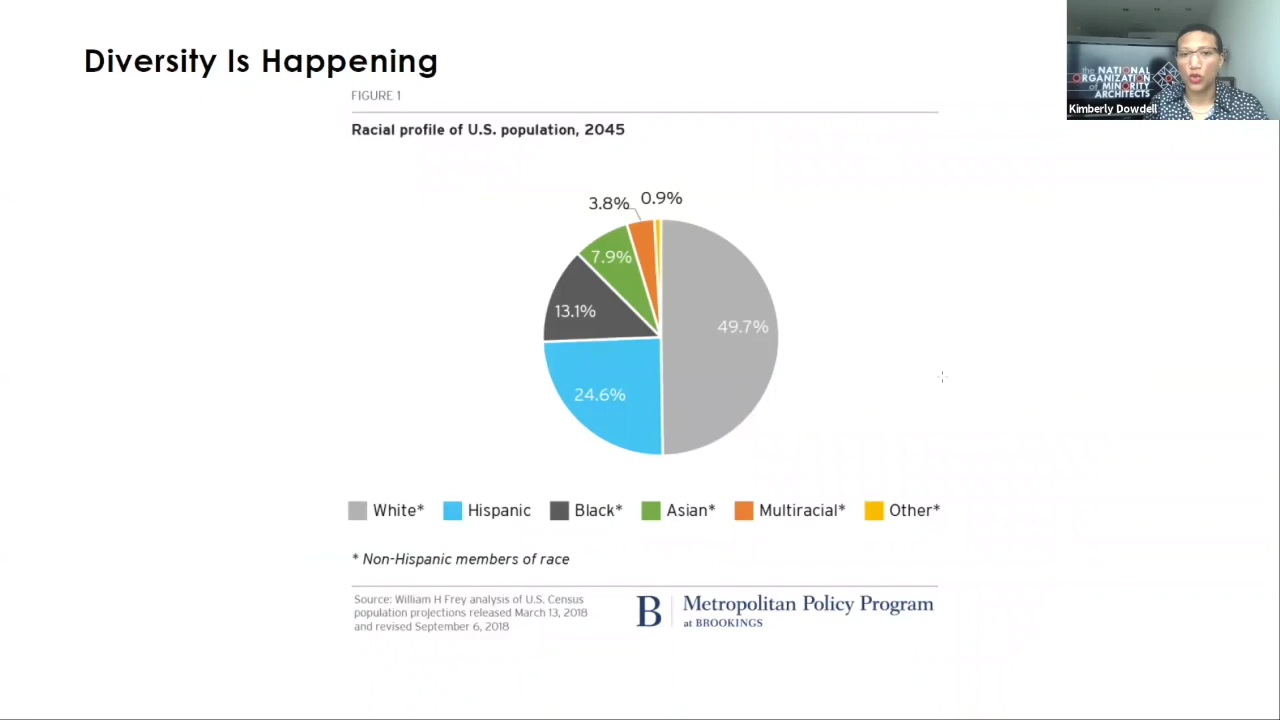 Diversity Is Happening
FIGURE 1
Racial profile of U.S. population, 2045
3.8%
0.9%
7.9%
13.1%
49.7%
24.6%
White*
Hispanic
Black*
Asian*
Multiracial*
Other*
* Non-Hispanic members of race
Source: William H Frey analysis of U.S. Census
population projections released March 13, 2018
and revised September 6, 2018
B
Metropolitan Policy Program
at BROOKINGS
the NATIONAL
ORGANIZATION
of MINORITY
ARCHITECTS
Kimberly Dowdell